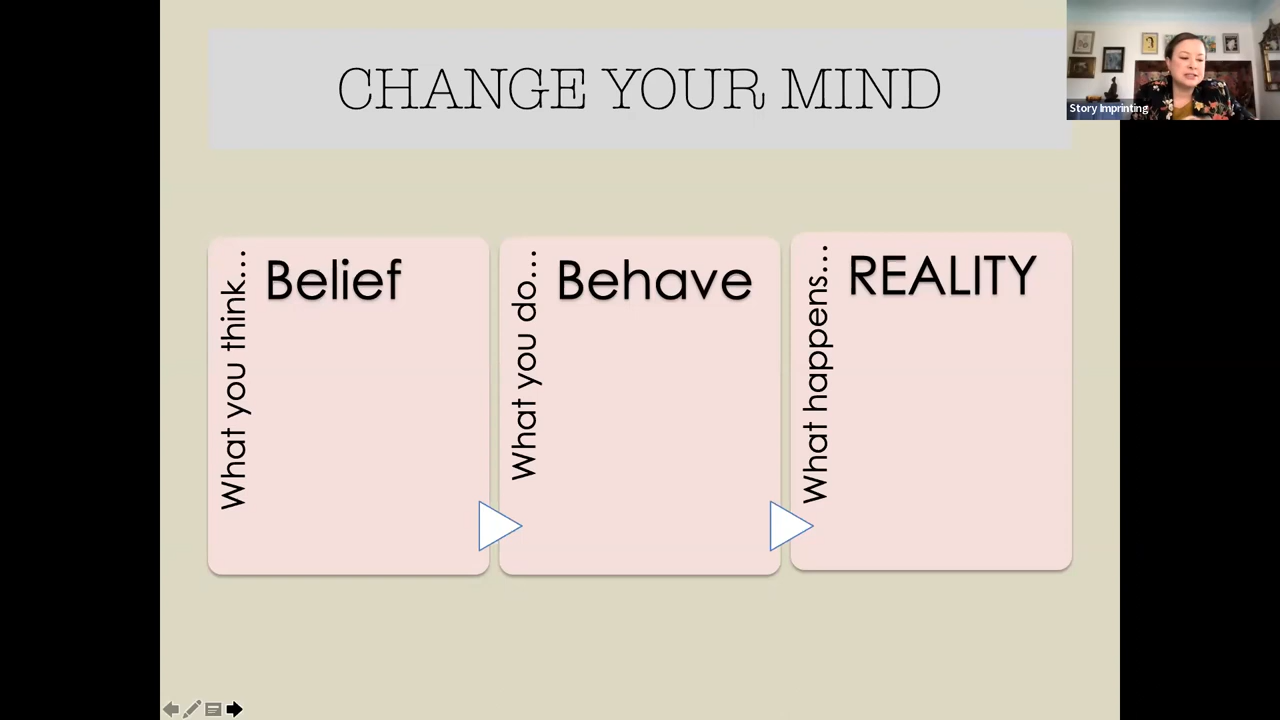 CHANGE YOUR MIND
Story Imprinting
What you think...
Belief
What you do...
Behave
What happens...
REALITY